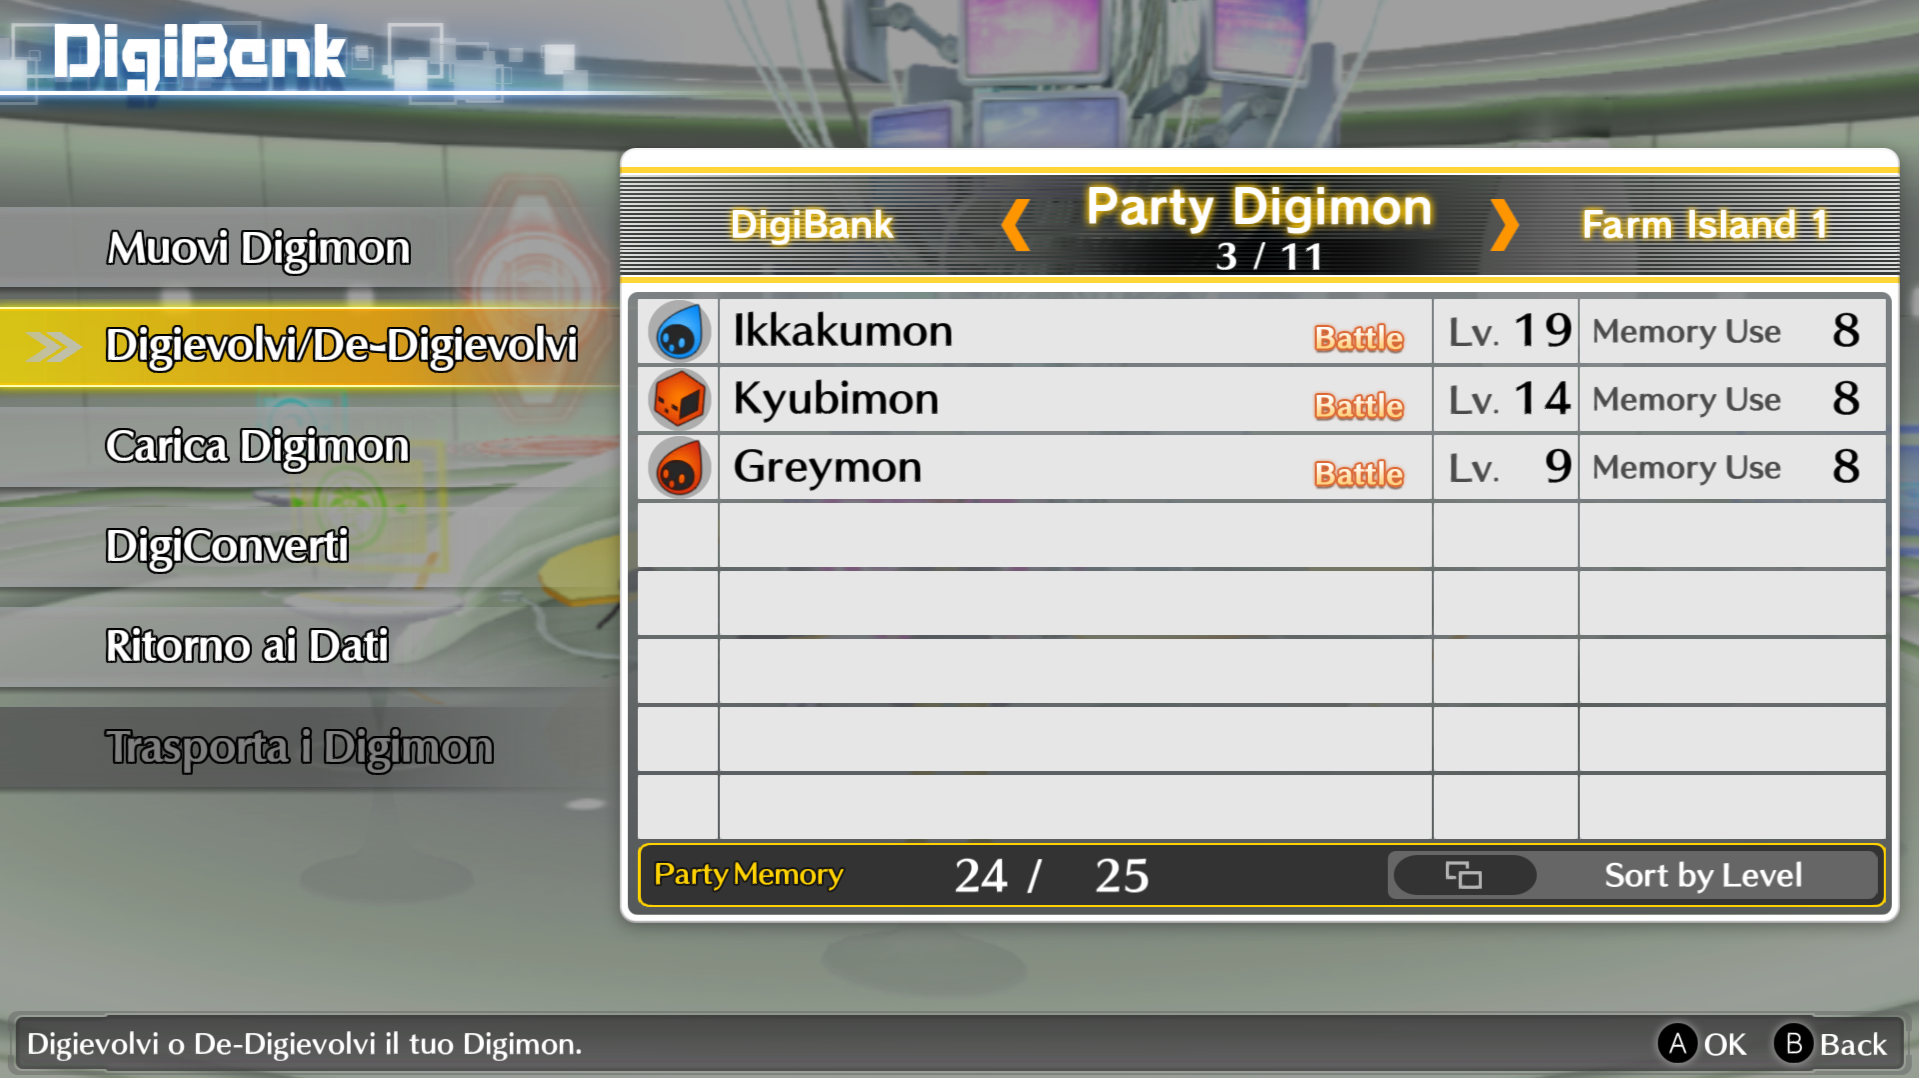 DigiBank
Muovi Digimon
Digievolvi/De-Digievolvi
Carica Digimon
DigiConverti
Ritorno ai Dati
Trasporta i Digimon
DigiBank Party Digimon Farm Island 1
3 / 11
Ikkakumon Battle Lv. 19 Memory Use 8
Kyubimon Battle Lv. 14 Memory Use 8
Greymon Battle Lv. 9 Memory Use 8
Party Memory 24 / 25 Sort by Level
Digievolvi o De-Digievolvi il tuo Digimon. A OK B Back